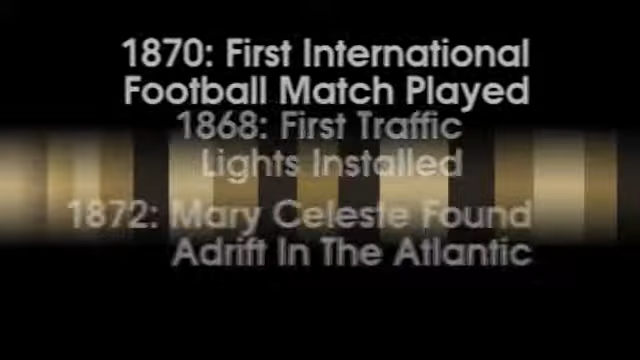 1870: First International
Football Match Played
1868: First Traffic
Lights Installed
1872: Mary Celeste Found
Adrift In The Atlantic